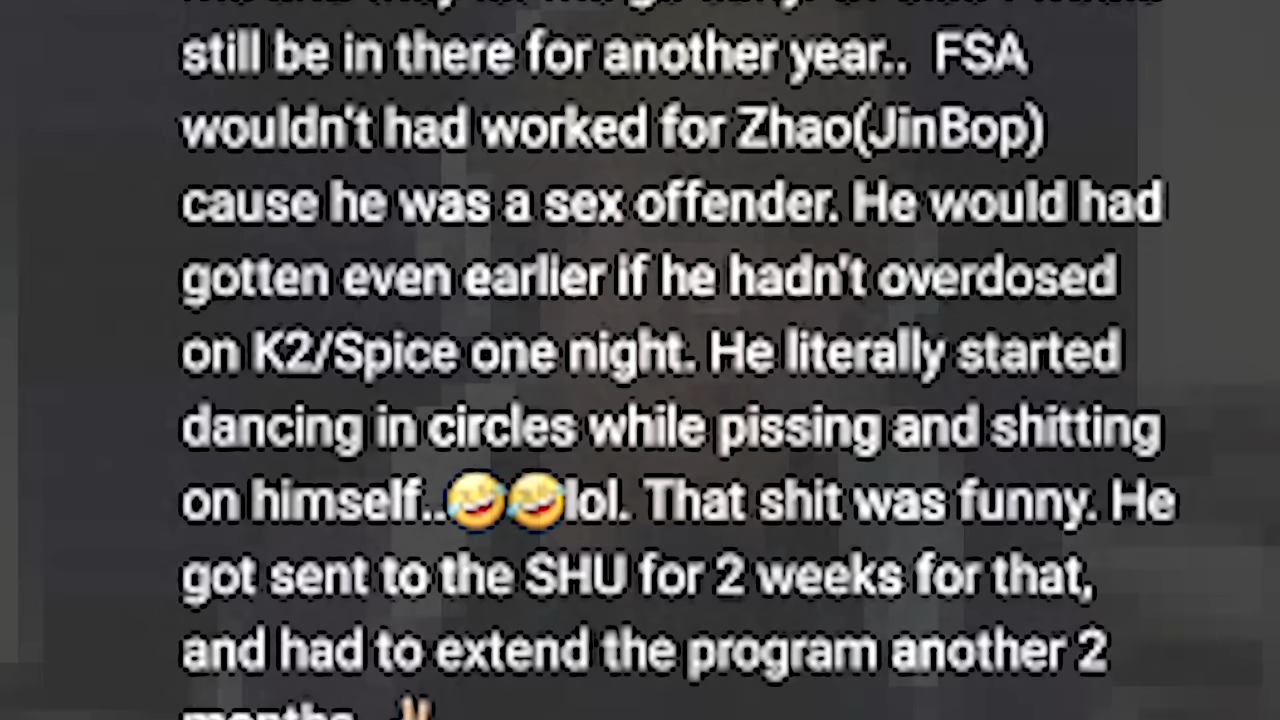 still be in there for another year..  FSA
wouldn't had worked for Zhao(JinBop)
cause he was a sex offender. He would had
gotten even earlier if he hadn't overdosed
on K2/Spice one night. He literally started
dancing in circles while pissing and shitting
on himself..🤣🤣lol. That shit was funny. He
got sent to the SHU for 2 weeks for that,
and had to extend the program another 2